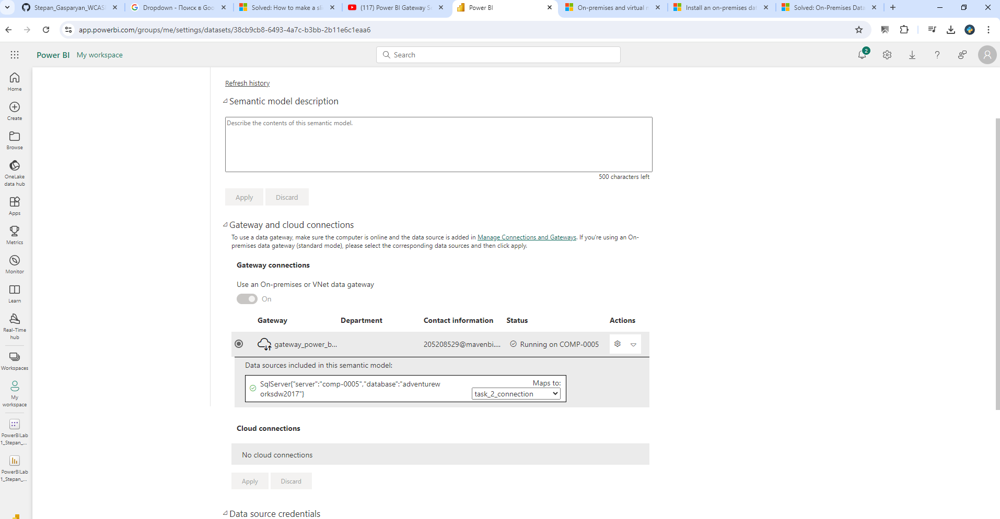 Stepan_Gasparyan_WCAS
Dropdown - Поиск в Goo
Solved: How to make a sli
(117) Power BI Gateway Se
Power BI
On-premises and virtual n
Install an on-premises dat
Solved: On-Premises Data
app.powerbi.com/groups/me/settings/datasets/38cb9cb8-6493-4a7c-b3bb-2b11e6c1eaa6
Power BI My workspace
Search
2
Home
Create
Browse
OneLake
data hub
Apps
Metrics
Monitor
Learn
Real-Time
hub
Workspaces
My
workspace
PowerBILab
1_Stepan_...
PowerBILab
1_Stepan_...
Refresh history
Semantic model description
Describe the contents of this semantic model.
500 characters left
Apply Discard
Gateway and cloud connections
To use a data gateway, make sure the computer is online and the data source is added in Manage Connections and Gateways. If you're using an On-
premises data gateway (standard mode), please select the corresponding data sources and then click apply.
Gateway connections
Use an On-premises or VNet data gateway
On
Gateway Department Contact information Status Actions
gateway_power_b... 205208529@mavenbi.... Running on COMP-0005
Data sources included in this semantic model:
SqlServer{"server":"comp-0005","database":"adventurew
orksdw2017"}
Maps to:
task_2_connection
Cloud connections
No cloud connections
Apply Discard
Data source credentials